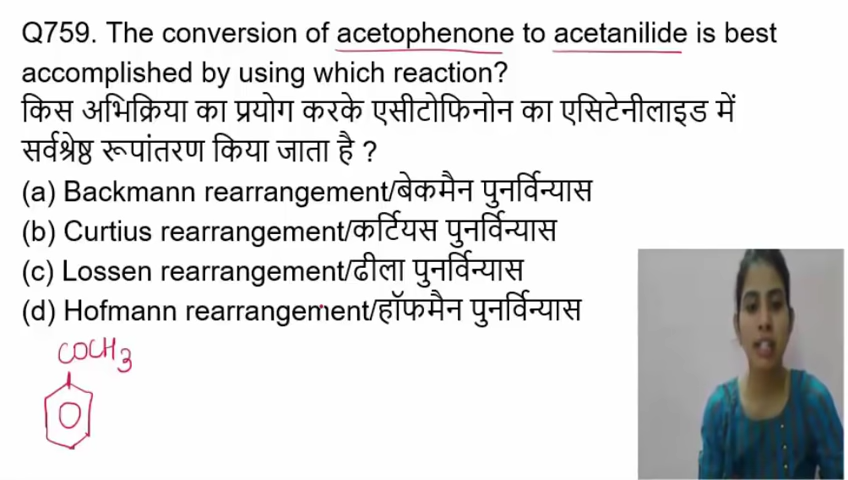 Q759. The conversion of acetophenone to acetanilide is best
accomplished by using which reaction?
किस अभिक्रिया का प्रयोग करके एसीटोफिनोन का एसिटेनीलाइड में
सर्वश्रेष्ठ रूपांतरण किया जाता है ?
(a) Backmann rearrangement/बेकमैन पुनर्विन्यास
(b) Curtius rearrangement/कर्टियस पुनर्विन्यास
(c) Lossen rearrangement/ढीला पुनर्विन्यास
(d) Hofmann rearrangement/हॉफमैन पुनर्विन्यास
COCH3